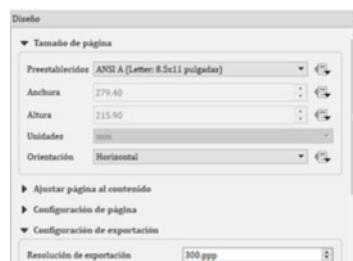 Diseño
Tamaño de página
Preestablecidos ANSI A (Letter: 8.5x11 pulgadas)
Anchura 279.40
Altura 215.90
Unidades mm
Orientación Horizontal
Ajustar página al contenido
Configuración de página
Configuración de exportación
Resolución de exportación 300.ppp